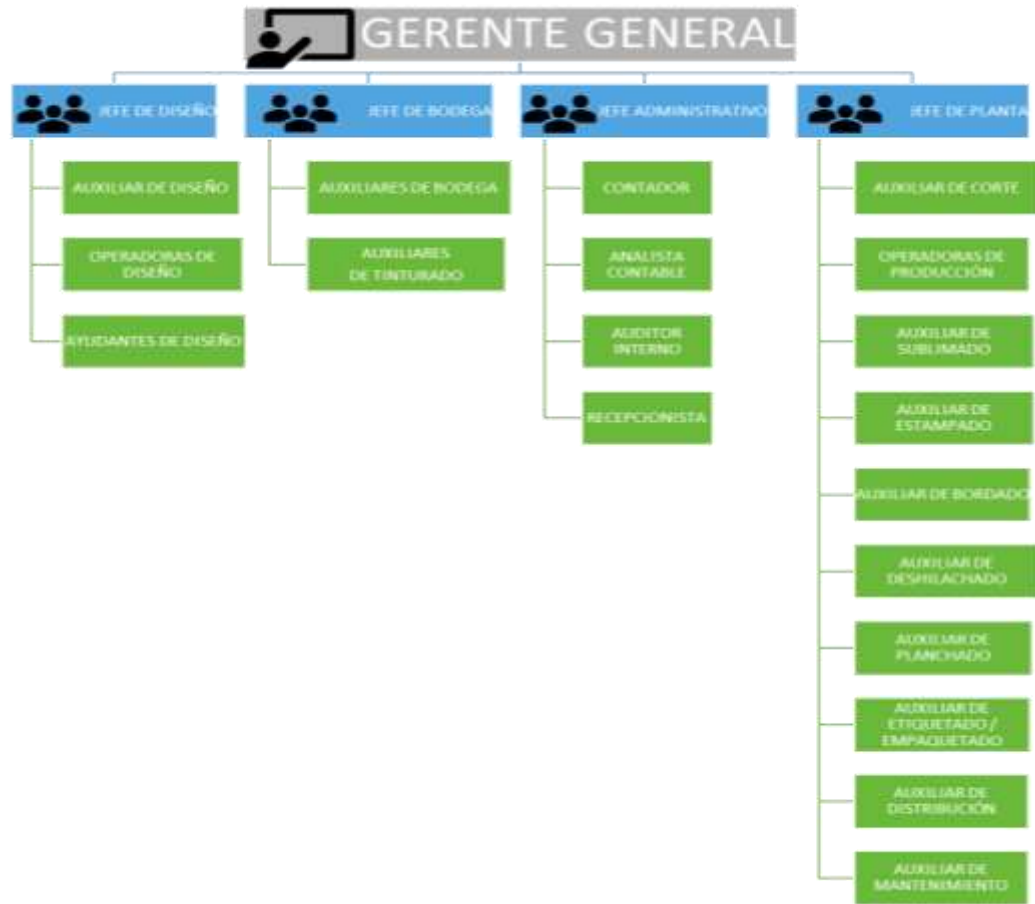 GERENTE GENERAL
JEFE DE DISEÑO
JEFE DE BODEGA
JEFE ADMINISTRATIVO
JEFE DE PLANTA
AUXILIAR DE DISEÑO
OPERADORAS DE
DISEÑO
AYUDANTES DE DISEÑO
AUXILIARES DE BODEGA
AUXILIARES
DE TINTURADO
CONTADOR
ANALISTA
CONTABLE
AUDITOR
INTERNO
RECEPCIONISTA
AUXILIAR DE CORTE
OPERADORAS DE
PRODUCCIÓN
AUXILIAR DE
SUBLIMADO
AUXILIAR DE
ESTAMPADO
AUXILIAR DE BORDADO
AUXILIAR DE
DESHILACHADO
AUXILIAR DE
PLANCHADO
AUXILIAR DE
ETIQUETADO /
EMPAQUETADO
AUXILIAR DE
DISTRIBUCIÓN
AUXILIAR DE
MANTENIMIENTO